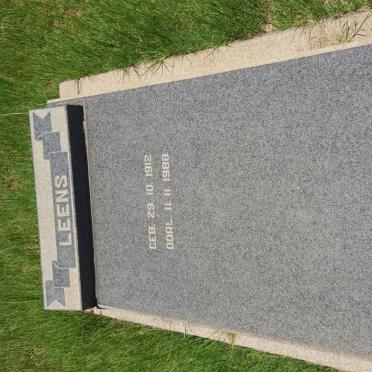 LEENS
GEB. 29. 10. 1912
OORL. 11. 11. 1988